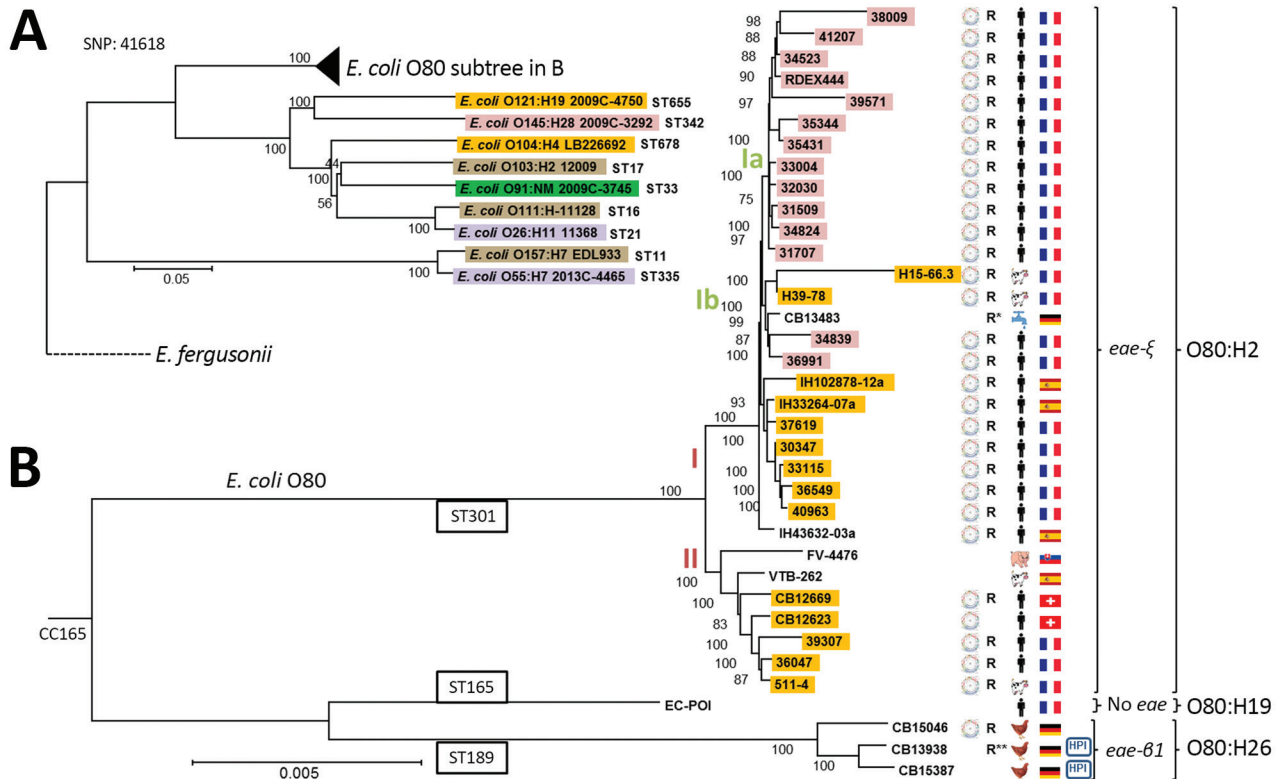 A
SNP: 41618
100
E. coli O80 subtree in B
100
E. coli O121:H19 2009C-4750 ST655
E. coli O145:H28 2009C-3292 ST342
100
E. coli O104:H4 LB226692 ST678
44
E. coli O103:H2 12009 ST17
100
E. coli O91:NM 2009C-3745 ST33
56
E. coli O111:H-11128 ST16
100
E. coli O26:H11 11368 ST21
E. coli O157:H7 EDL933 ST11
100
E. coli O55:H7 2013C-4465 ST335
0.05
E. fergusonii
B
E. coli O80
ST301
CC165
ST165
ST189
0.005
I
II
Ia
Ib
98
88
88
90
97
100
100
75
100
97
100
100
99
87
100
93
100
100
100
100
100
100
100
100
83
100
100
87
100
100
38009 R
41207 R
34523 R
RDEX444 R
39571 R
35344 R
35431 R
33004 R
32030 R
31509 R
34824 R
31707 R
H15-66.3 R
H39-78 R
CB13483 R*
34839 R
36991 R
IH102878-12a R
IH33264-07a R
37619 R
30347 R
33115 R
36549 R
40963 R
IH43632-03a R
FV-4476
VTB-262
CB12669 R
CB12623
39307 R
36047 R
511-4 R
EC-POI
CB15046 R
CB13938 R** HPI
CB15387 HPI
eae-ξ
O80:H2
No eae
O80:H19
eae-β1
O80:H26